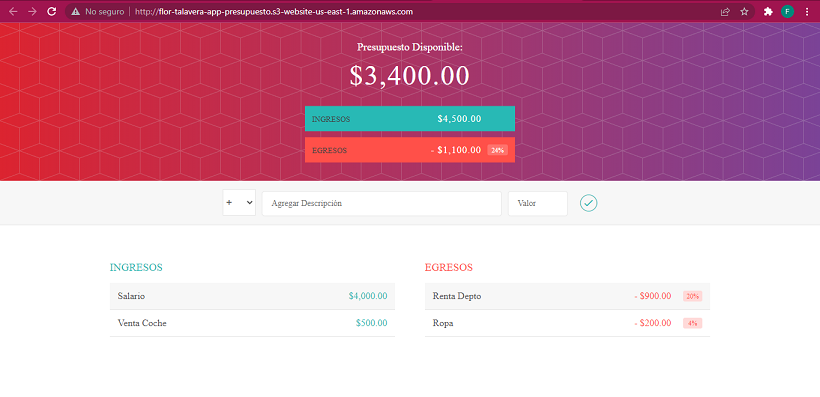 No seguro | http://flor-talavera-app-presupuesto.s3-website-us-east-1.amazonaws.com F
Presupuesto Disponible:
$3,400.00
INGRESOS $4,500.00
EGRESOS - $1,100.00 24%
+ Agregar Descripción Valor
INGRESOS
Salario $4,000.00
Venta Coche $500.00
EGRESOS
Renta Depto - $900.00 20%
Ropa - $200.00 4%